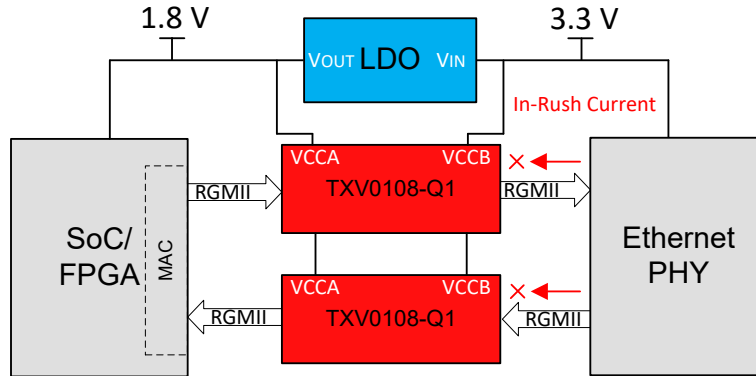 1.8 V
3.3 V
VOUT LDO VIN
In-Rush Current
VCCA VCCB
TXV0108-Q1
RGMII
RGMII
SoC/
FPGA
MAC
Ethernet
PHY
VCCA VCCB
TXV0108-Q1
RGMII
RGMII